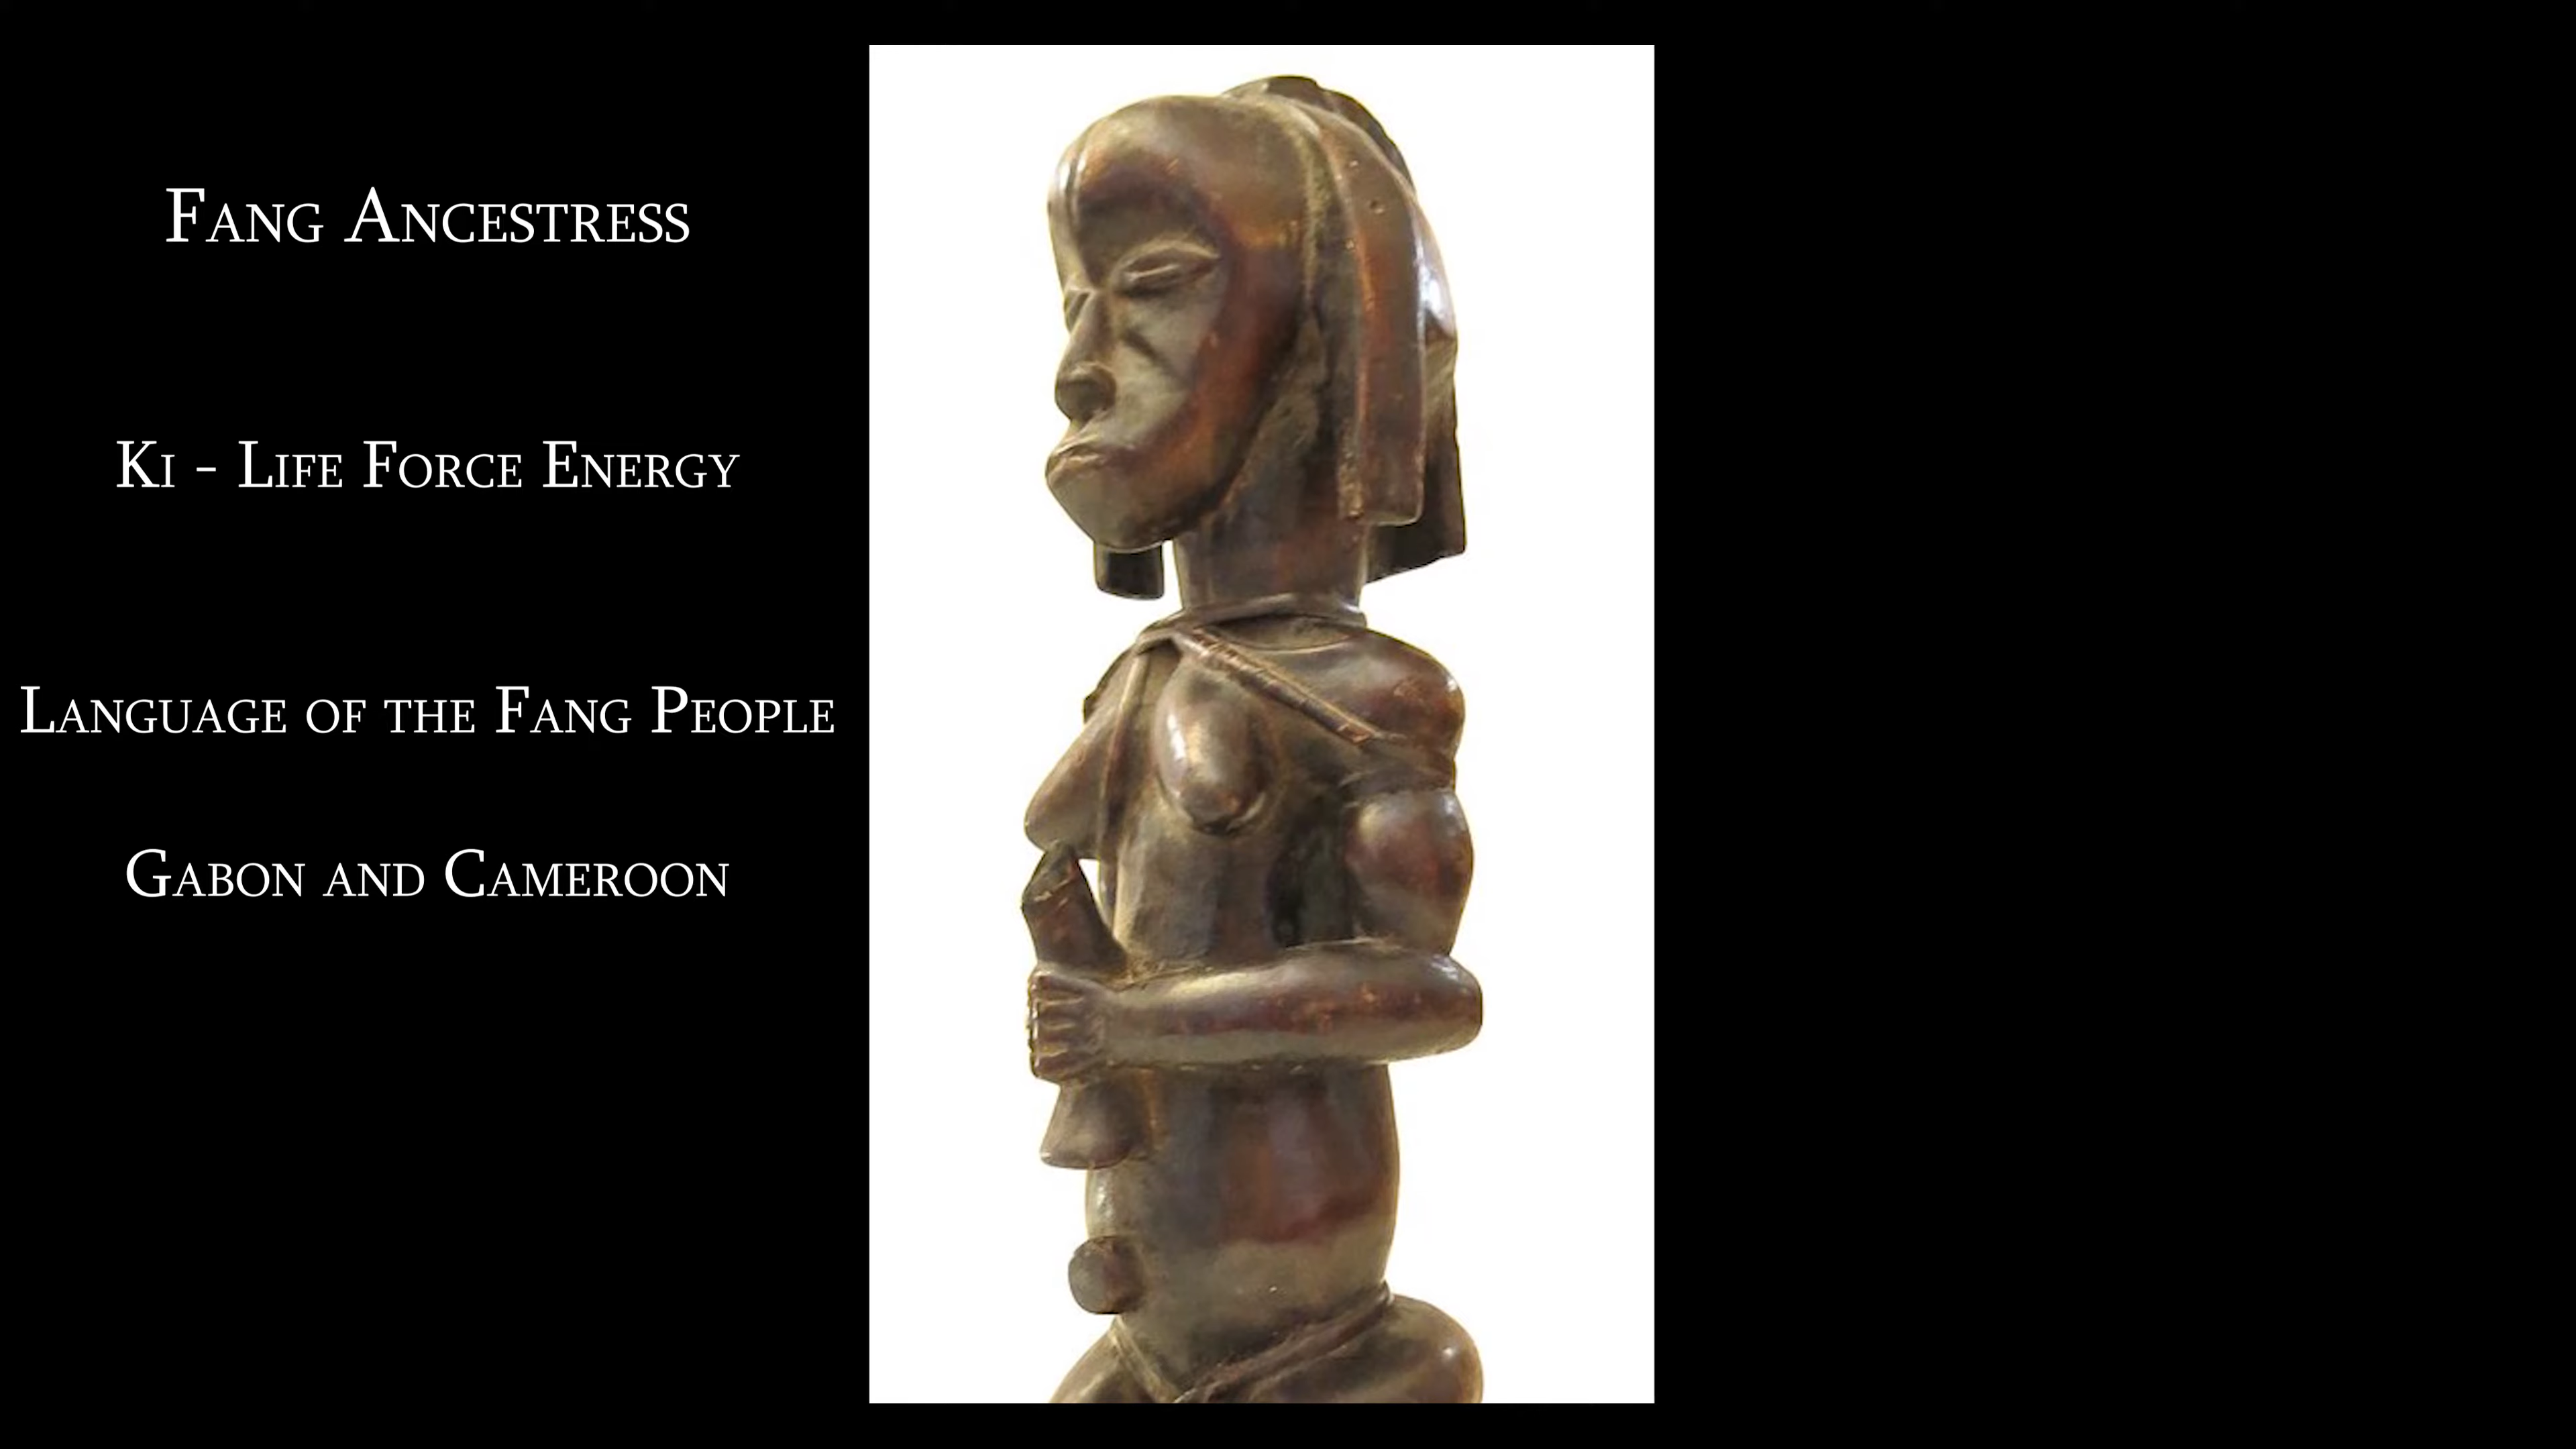 Fang Ancestress
Ki - Life Force Energy
Language of the Fang People
Gabon and Cameroon